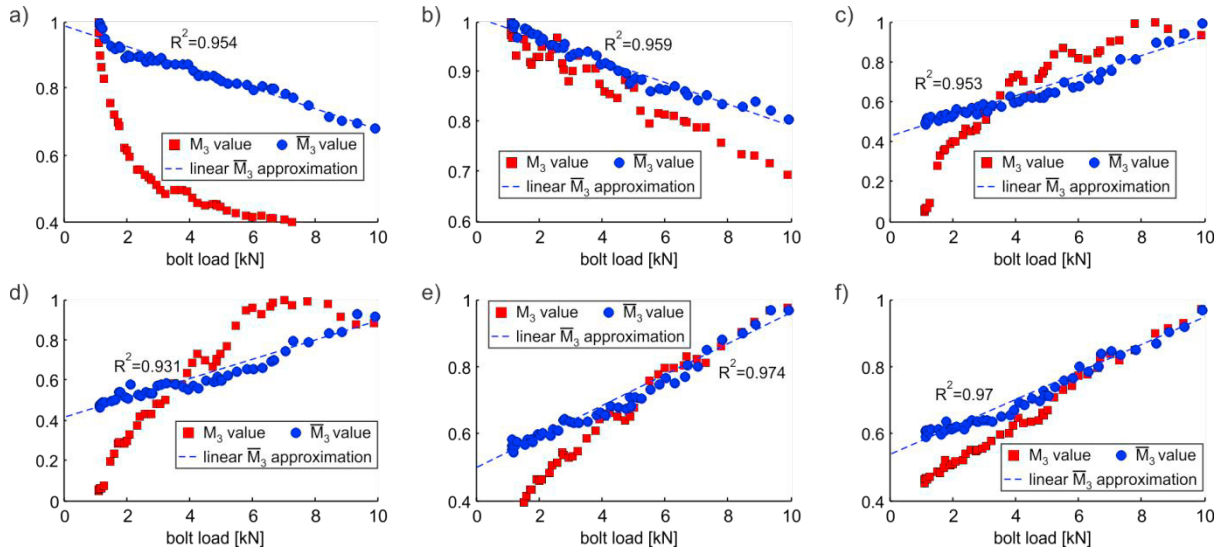 a)
1
R²=0.954
0.8
M₃ value M̅₃ value
0.6
linear M̅₃ approximation
0.4
0 2 4 6 8 10
bolt load [kN]
b)
1
R²=0.959
0.9
0.8
M₃ value M̅₃ value
0.7
linear M̅₃ approximation
0.6
0 2 4 6 8 10
bolt load [kN]
c)
1
0.8
R²=0.953
0.6
0.4
M₃ value M̅₃ value
0.2
linear M̅₃ approximation
0
0 2 4 6 8 10
bolt load [kN]
d)
1
0.8
R²=0.931
0.6
0.4
M₃ value M̅₃ value
0.2
linear M̅₃ approximation
0
0 2 4 6 8 10
bolt load [kN]
e)
1
M₃ value M̅₃ value
linear M̅₃ approximation
0.8
R²=0.974
0.6
0.4
0 2 4 6 8 10
bolt load [kN]
f)
1
0.8
R²=0.97
0.6
M₃ value M̅₃ value
linear M̅₃ approximation
0.4
0 2 4 6 8 10
bolt load [kN]